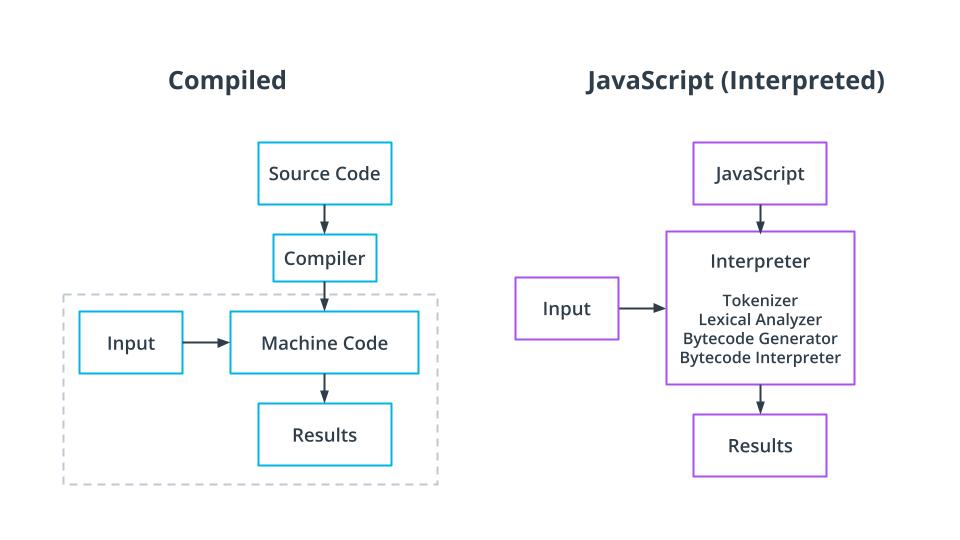 Compiled
Source Code
Compiler
Input
Machine Code
Results
JavaScript (Interpreted)
JavaScript
Input
Interpreter
Tokenizer
Lexical Analyzer
Bytecode Generator
Bytecode Interpreter
Results